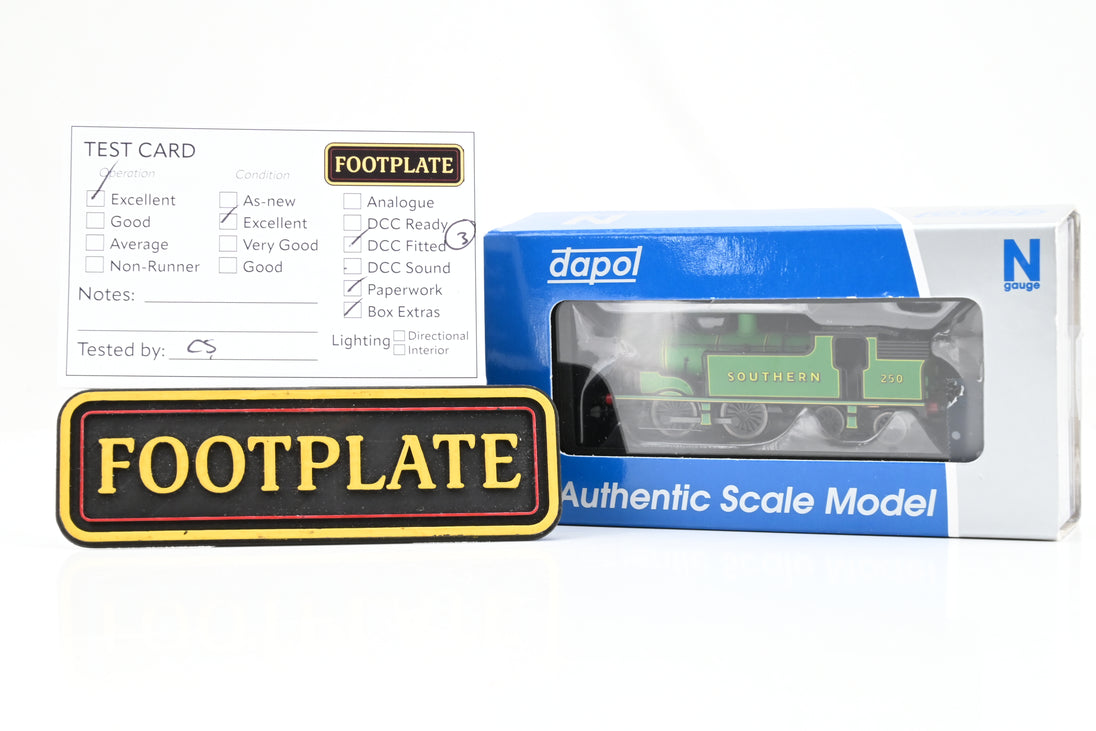 TEST CARD
FOOTPLATE
Operation
Condition
Excellent
As-new
Analogue
Good
Excellent
DCC Ready
Average
Very Good
DCC Fitted
3
Non-Runner
Good
DCC Sound
Notes:
Paperwork
Box Extras
Lighting
Directional
Interior
Tested by: CS
FOOTPLATE
N
dapol
N
gauge
SOUTHERN
250
Authentic Scale Model